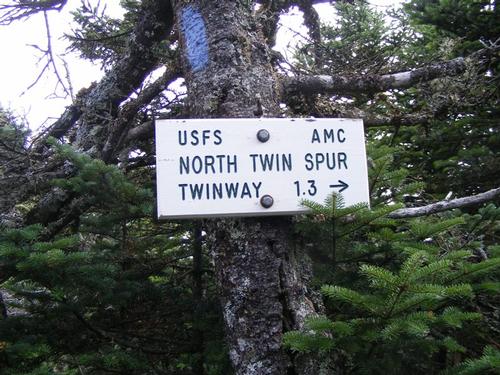 USFS AMC
NORTH TWIN SPUR
TWINWAY 1.3 →